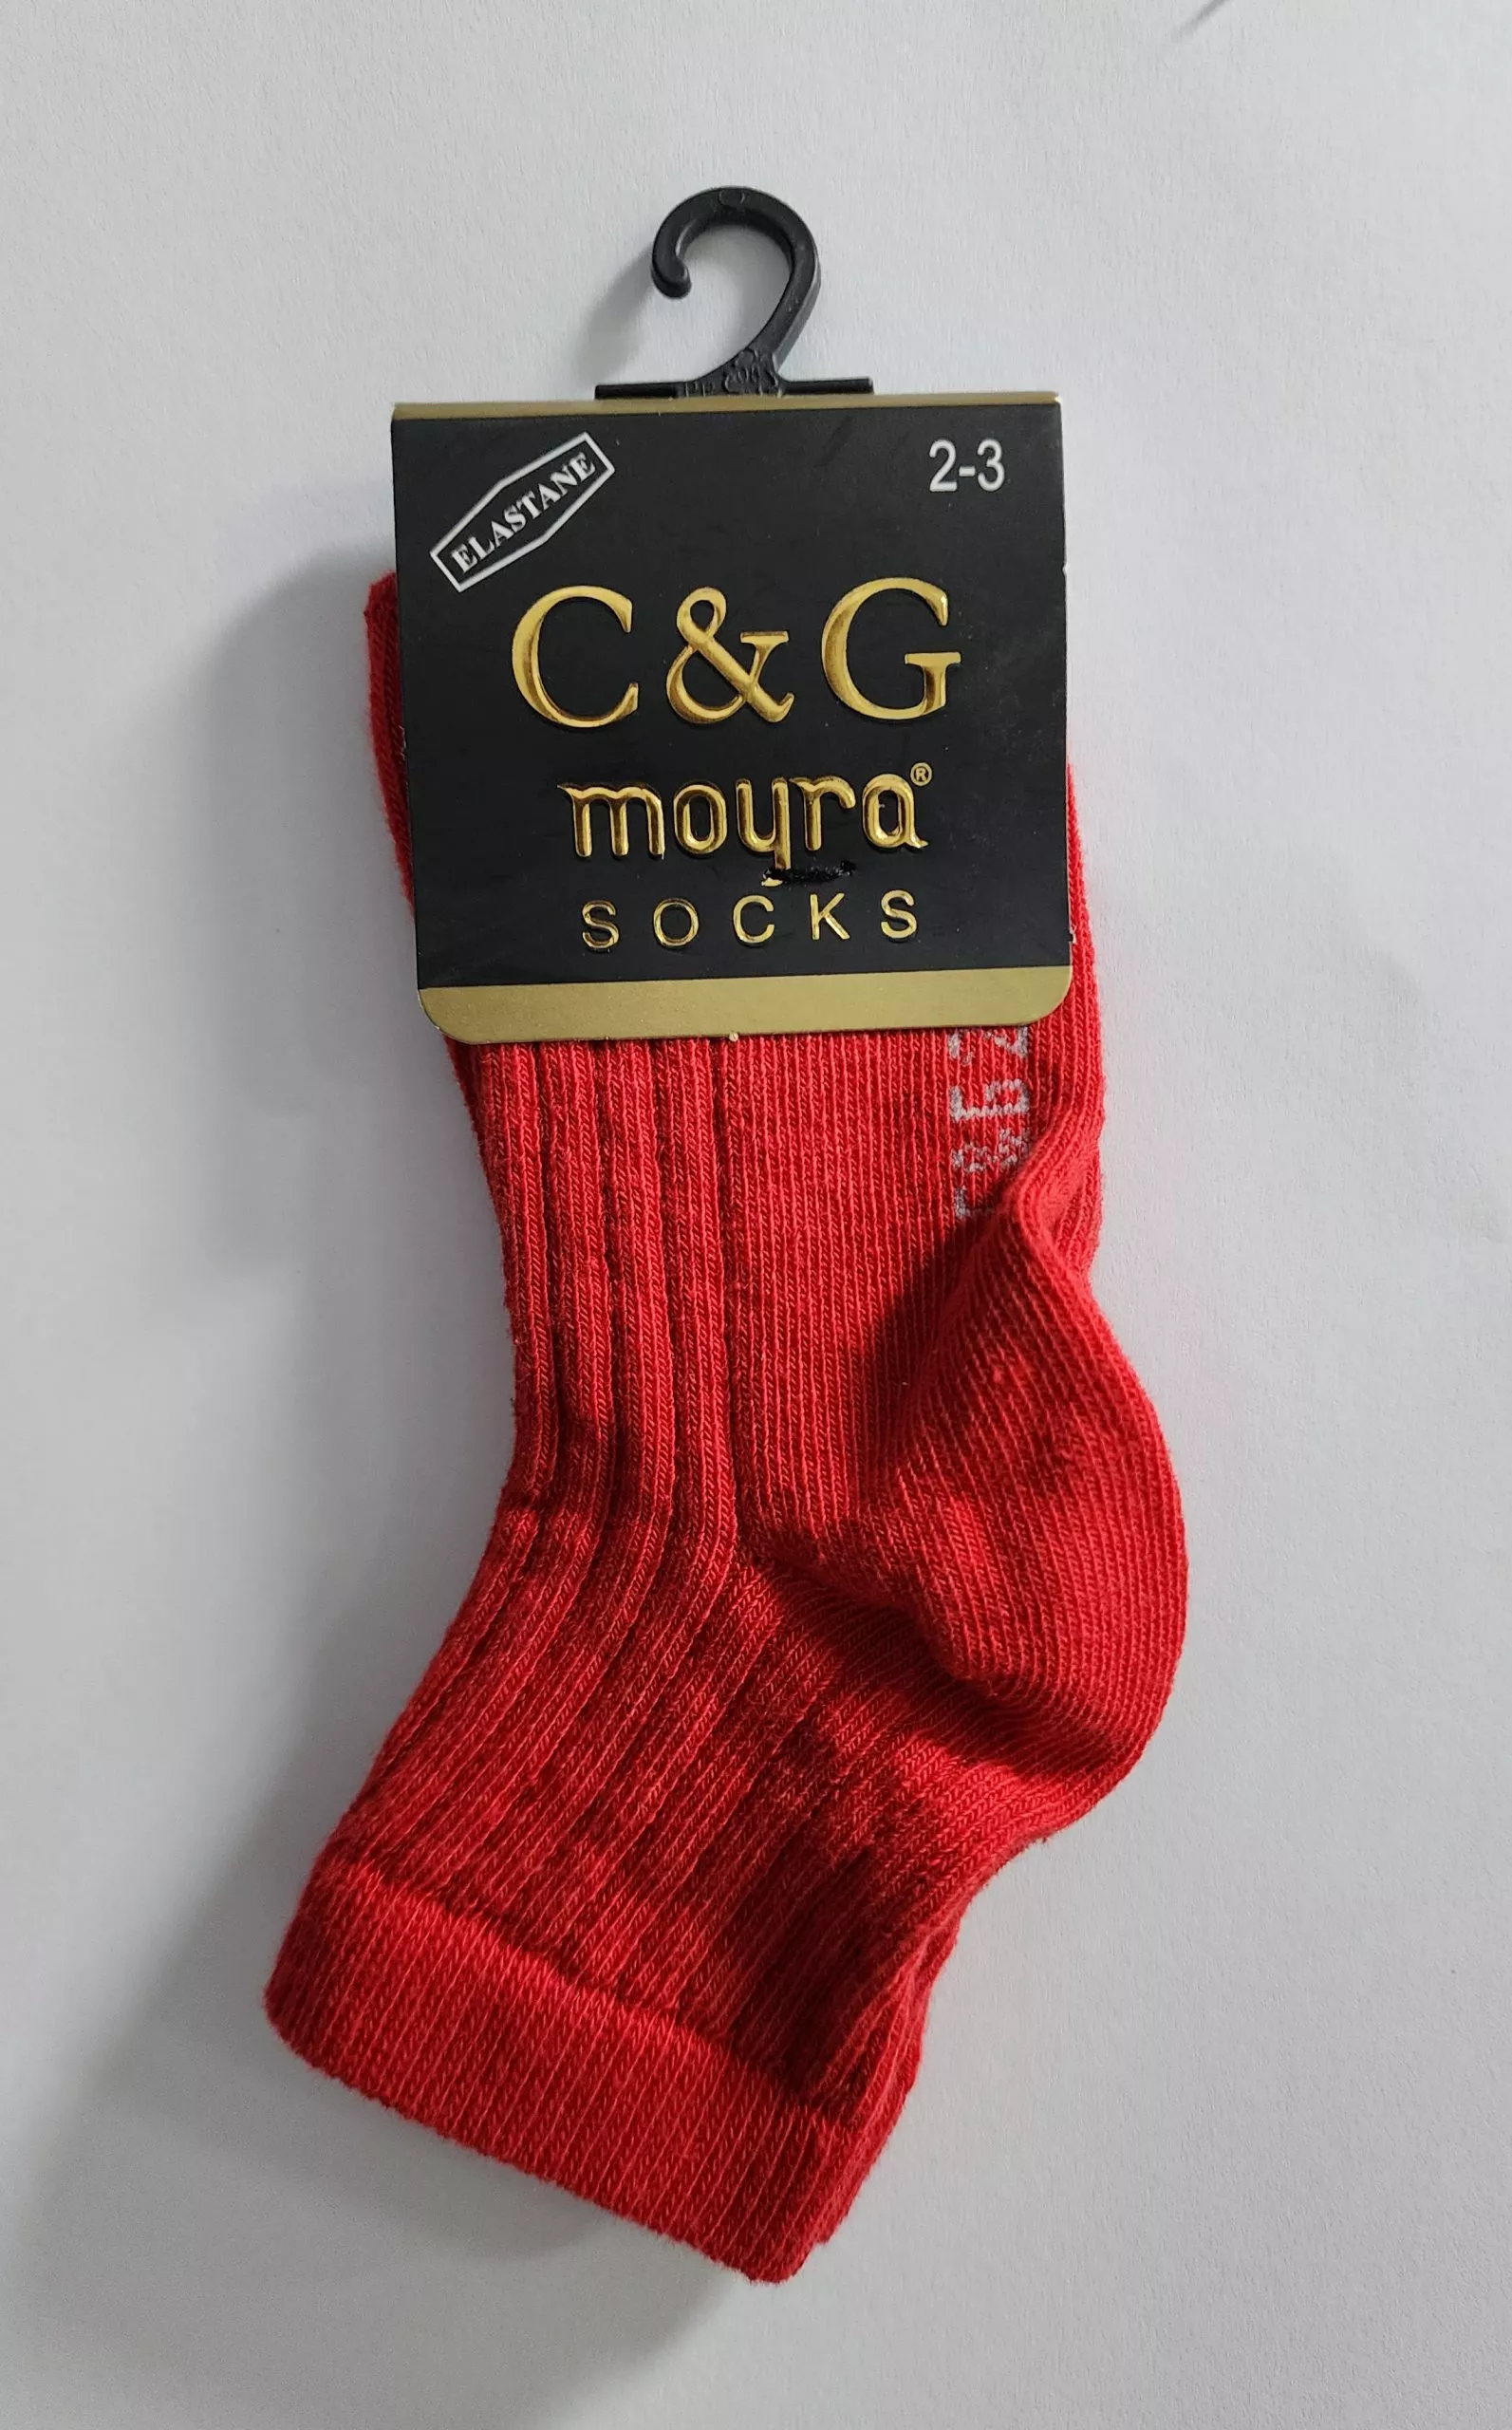 ELASTANE
2-3
C&G
moyra®
SOCKS